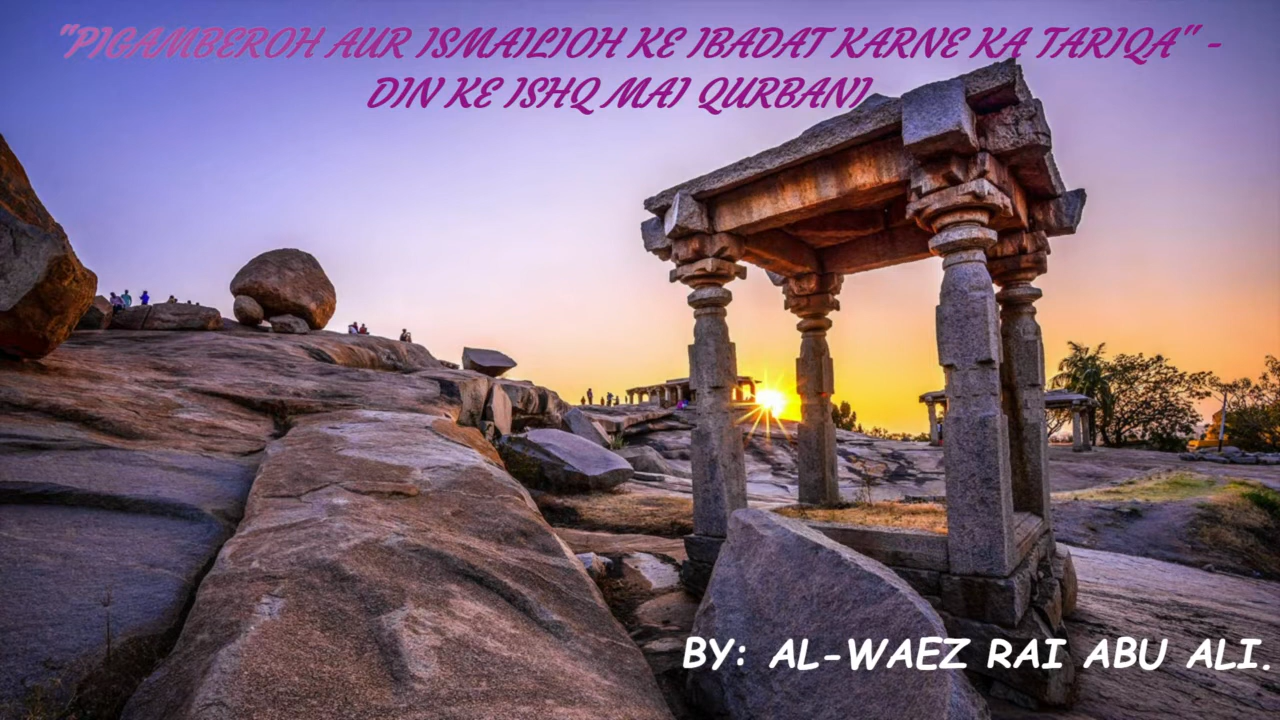 "PIGAMBEROH AUR ISMAILIOH KE IBADAT KARNE KA TARIQA" -
DIN KE ISHQ MAI QURBANI
BY: AL-WAEZ RAI ABU ALI.